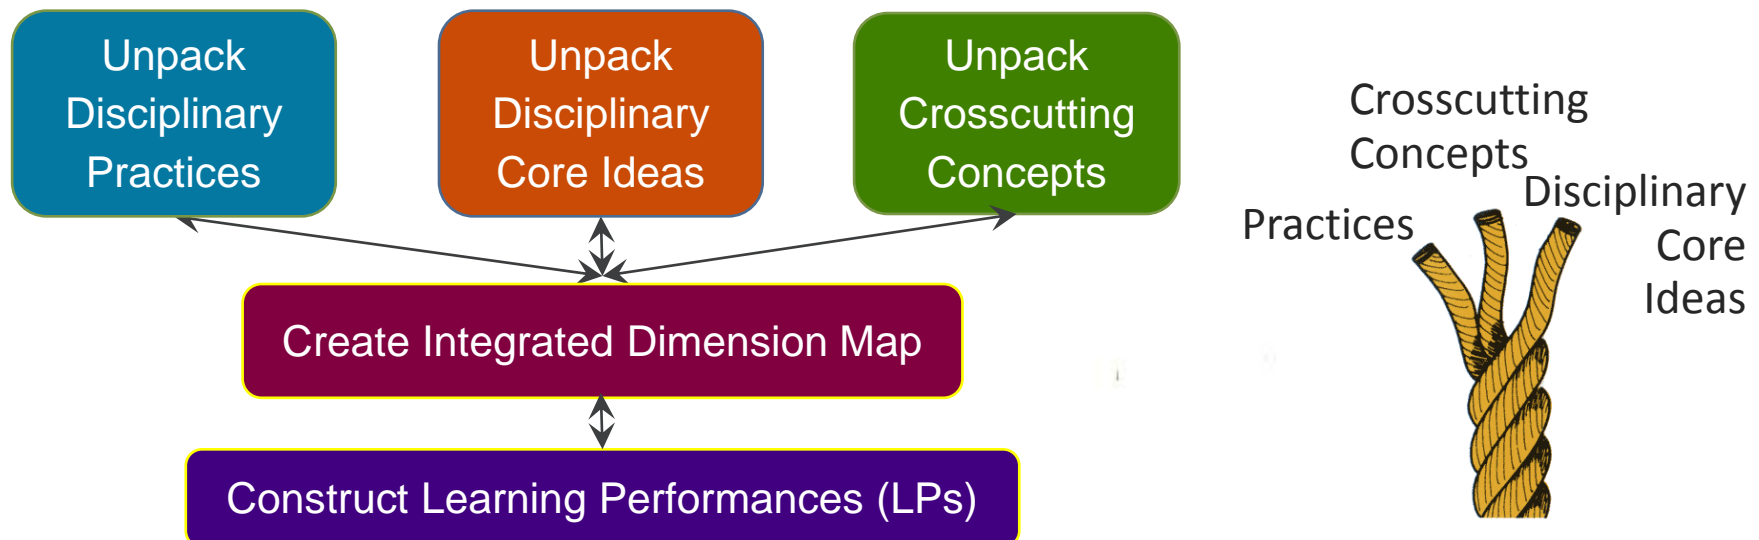 Unpack
Disciplinary
Practices
Unpack
Disciplinary
Core Ideas
Unpack
Crosscutting
Concepts
Create Integrated Dimension Map
Construct Learning Performances (LPs)
Crosscutting
Concepts
Practices
Disciplinary
Core
Ideas